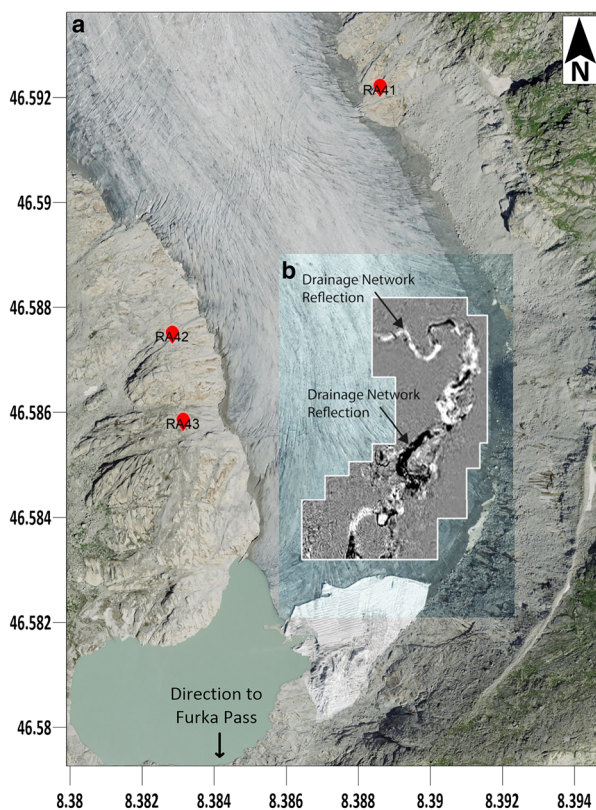 a
N
46.592
RA41
46.59
b
Drainage Network
Reflection
46.588
RA42
Drainage Network
Reflection
46.586
RA43
46.584
46.582
Direction to
Furka Pass
46.58
8.38 8.382 8.384 8.386 8.388 8.39 8.392 8.394